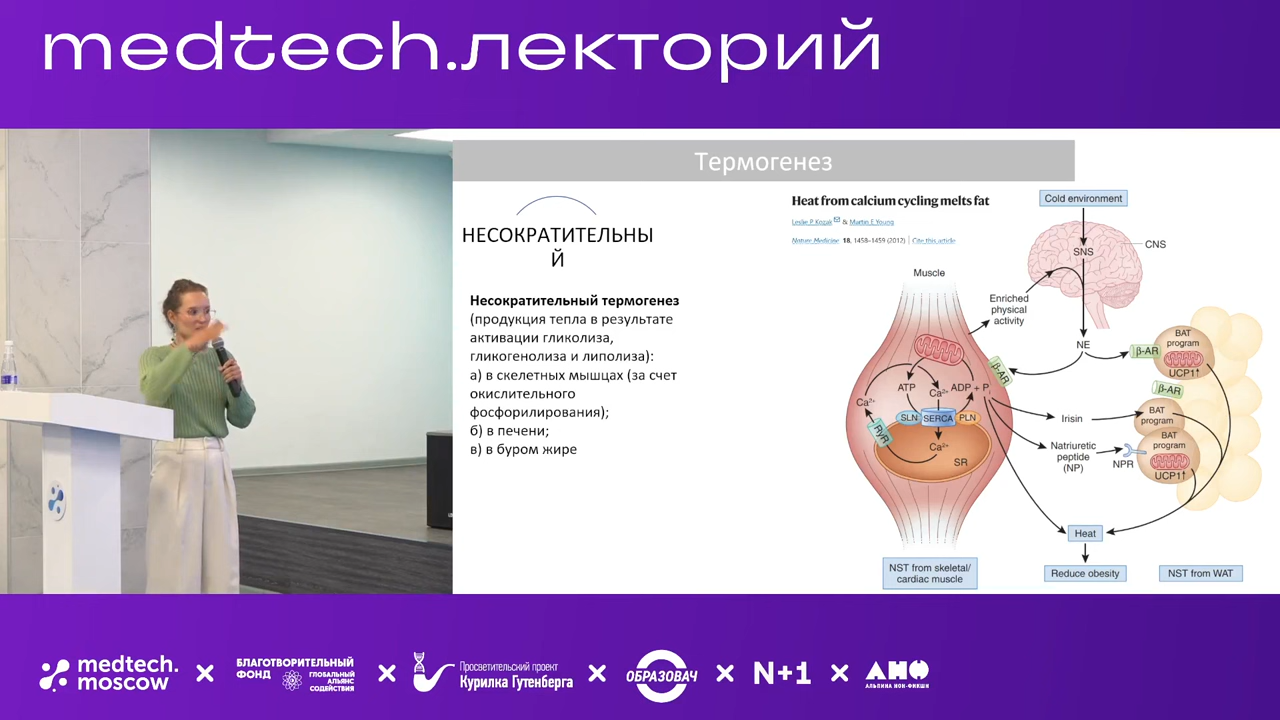 medtech.лекторий
Термогенез
НЕСОКРАТИТЕЛЬНЫ
Й
Несократительный термогенез
(продукция тепла в результате
активации гликолиза,
гликогенолиза и липолиза):
а) в скелетных мышцах (за счет
окислительного
фосфорилирования);
б) в печени;
в) в буром жире
Heat from calcium cycling melts fat
Leslie P Kozak & Martin E Young
Nature Medicine 18, 1458–1459 (2012) | Cite this article
Cold environment
SNS
CNS
Muscle
Enriched
physical
activity
NE
β-AR
BAT
program
UCP1↑
β-AR
β-AR
ATP
Ca²⁺
ADP + Pi
Ca²⁺
SLN
SERCA
PLN
RyR
Ca²⁺
SR
Irisin
BAT
program
Natriuretic
peptide
(NP)
NPR
BAT
program
UCP1↑
Heat
NST from skeletal/
cardiac muscle
Reduce obesity
NST from WAT
medtech.
moscow
×
БЛАГОТВОРИТЕЛЬНЫЙ
ФОНД
ГЛОБАЛЬНЫЙ
АЛЬЯНС
СОДЕЙСТВИЯ
×
Просветительский проект
Курилка Гутенберга
×
ОБРАЗОВАЧ
×
N+1
×
АНФ
АЛЬПИНА НОН-ФИКШН